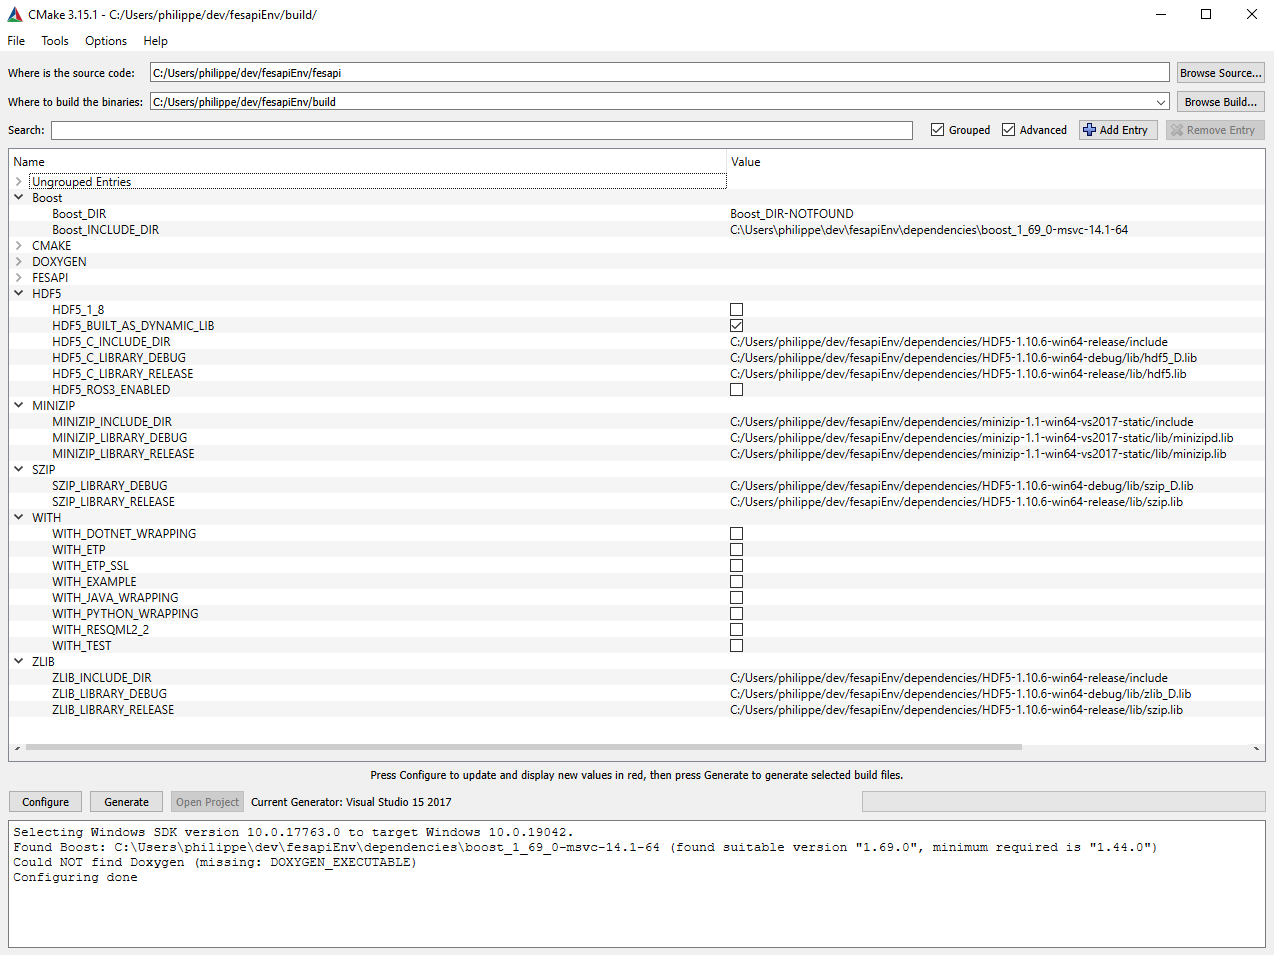 CMake 3.15.1 - C:/Users/philippe/dev/fesapiEnv/build/
File Tools Options Help
Where is the source code: C:/Users/philippe/dev/fesapiEnv/fesapi Browse Source...
Where to build the binaries: C:/Users/philippe/dev/fesapiEnv/build Browse Build...
Search: Grouped Advanced Add Entry Remove Entry
Name Value
Ungrouped Entries
Boost
Boost_DIR Boost_DIR-NOTFOUND
Boost_INCLUDE_DIR C:\Users\philippe\dev\fesapiEnv\dependencies\boost_1_69_0-msvc-14.1-64
CMAKE
DOXYGEN
FESAPI
HDF5
HDF5_1_8
HDF5_BUILT_AS_DYNAMIC_LIB
HDF5_C_INCLUDE_DIR C:/Users/philippe/dev/fesapiEnv/dependencies/HDF5-1.10.6-win64-release/include
HDF5_C_LIBRARY_DEBUG C:/Users/philippe/dev/fesapiEnv/dependencies/HDF5-1.10.6-win64-debug/lib/hdf5_D.lib
HDF5_C_LIBRARY_RELEASE C:/Users/philippe/dev/fesapiEnv/dependencies/HDF5-1.10.6-win64-release/lib/hdf5.lib
HDF5_ROS3_ENABLED
MINIZIP
MINIZIP_INCLUDE_DIR C:/Users/philippe/dev/fesapiEnv/dependencies/minizip-1.1-win64-vs2017-static/include
MINIZIP_LIBRARY_DEBUG C:/Users/philippe/dev/fesapiEnv/dependencies/minizip-1.1-win64-vs2017-static/lib/minizipd.lib
MINIZIP_LIBRARY_RELEASE C:/Users/philippe/dev/fesapiEnv/dependencies/minizip-1.1-win64-vs2017-static/lib/minizip.lib
SZIP
SZIP_LIBRARY_DEBUG C:/Users/philippe/dev/fesapiEnv/dependencies/HDF5-1.10.6-win64-debug/lib/szip_D.lib
SZIP_LIBRARY_RELEASE C:/Users/philippe/dev/fesapiEnv/dependencies/HDF5-1.10.6-win64-release/lib/szip.lib
WITH
WITH_DOTNET_WRAPPING
WITH_ETP
WITH_ETP_SSL
WITH_EXAMPLE
WITH_JAVA_WRAPPING
WITH_PYTHON_WRAPPING
WITH_RESQML2_2
WITH_TEST
ZLIB
ZLIB_INCLUDE_DIR C:/Users/philippe/dev/fesapiEnv/dependencies/HDF5-1.10.6-win64-release/include
ZLIB_LIBRARY_DEBUG C:/Users/philippe/dev/fesapiEnv/dependencies/HDF5-1.10.6-win64-debug/lib/zlib_D.lib
ZLIB_LIBRARY_RELEASE C:/Users/philippe/dev/fesapiEnv/dependencies/HDF5-1.10.6-win64-release/lib/szip.lib
Press Configure to update and display new values in red, then press Generate to generate selected build files.
Configure Generate Open Project Current Generator: Visual Studio 15 2017
Selecting Windows SDK version 10.0.17763.0 to target Windows 10.0.19042.
Found Boost: C:\Users\philippe\dev\fesapiEnv\dependencies\boost_1_69_0-msvc-14.1-64 (found suitable version "1.69.0", minimum required is "1.44.0")
Could NOT find Doxygen (missing: DOXYGEN_EXECUTABLE)
Configuring done